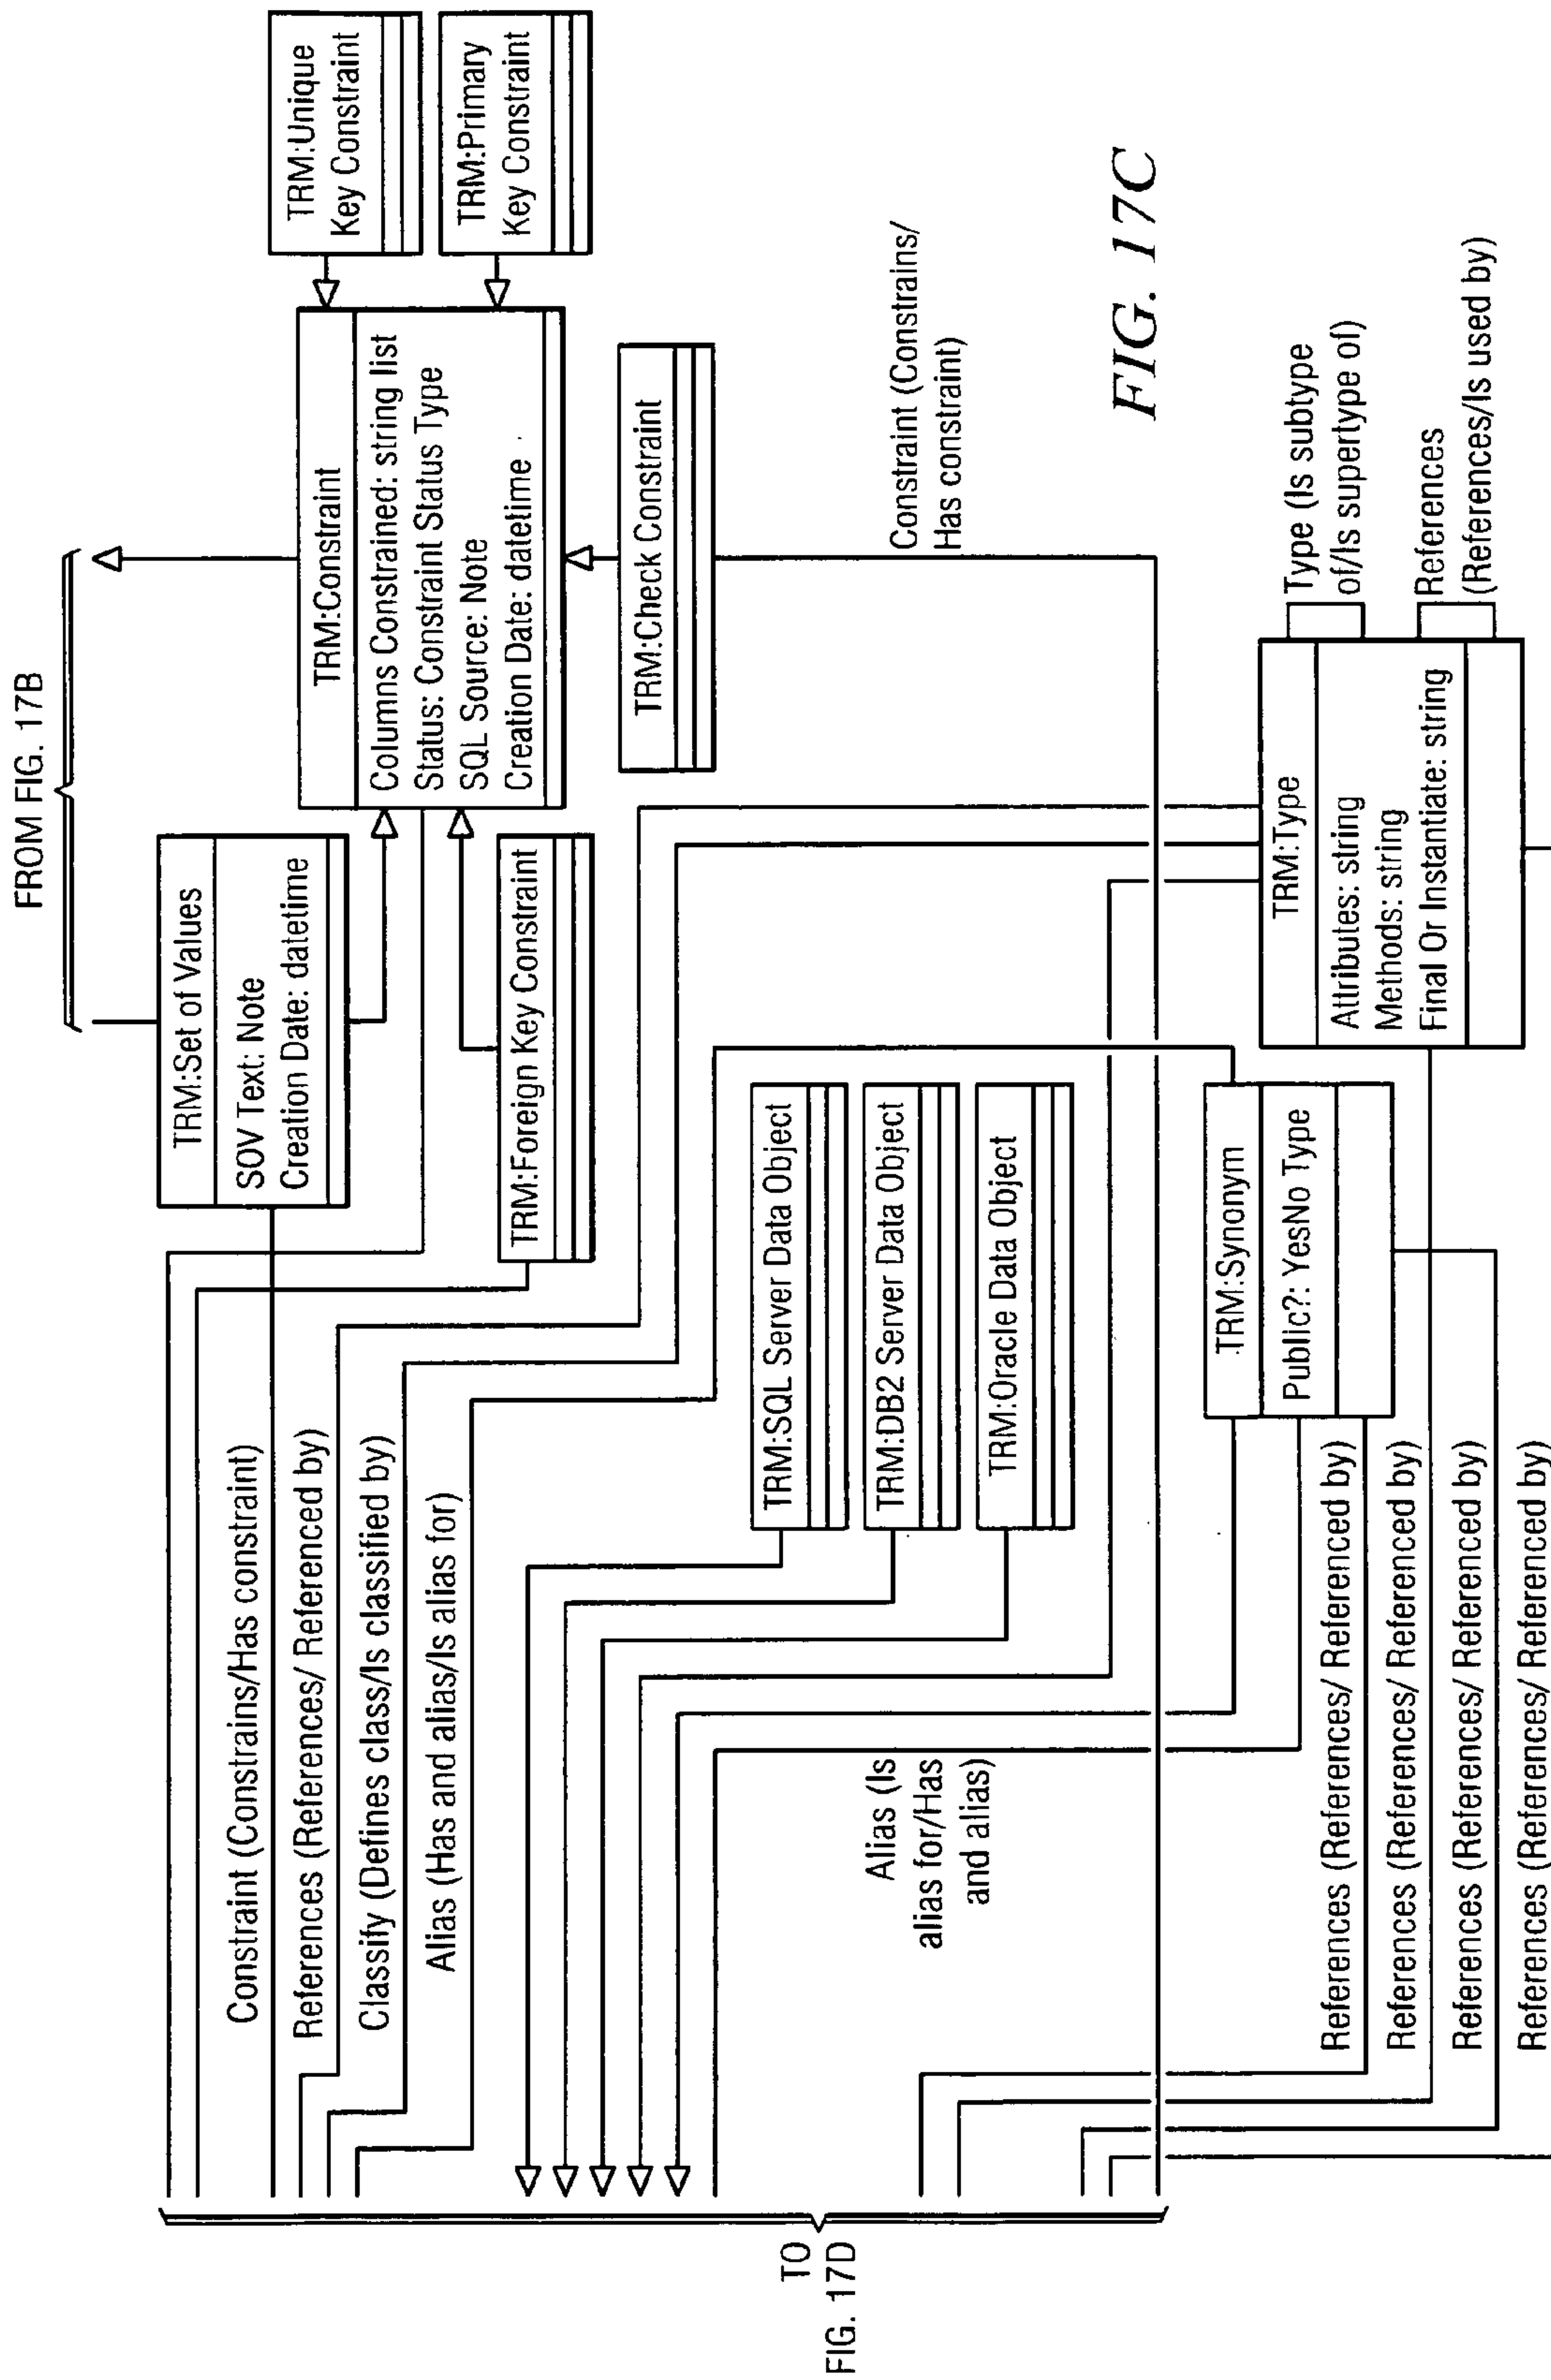 FROM FIG. 17B
TRM:Set of Values
SOV Text: Note
Creation Date: datetime
TRM:Constraint
Columns Constrained: string list
Status: Constraint Status Type
SQL Source: Note
Creation Date: datetime
TRM:Unique
Key Constraint
TRM:Primary
Key Constraint
TRM:Foreign Key Constraint
TRM:Check Constraint
Constraint (Constrains/Has constraint)
References (References/ Referenced by)
Classify (Defines class/Is classified by)
Alias (Has and alias/Is alias for)
TRM:SQL Server Data Object
TRM:DB2 Server Data Object
TRM:Oracle Data Object
Constraint (Constrains/
Has constraint)
TO
FIG. 17D
Alias (Is
alias for/Has
and alias)
TRM:Synonym
Public?: YesNo Type
TRM:Type
Attributes: string
Methods: string
Final Or Instantiate: string
Type (Is subtype
of/Is supertype of)
References
(References/Is used by)
References (References/ Referenced by)
References (References/ Referenced by)
References (References/ Referenced by)
References (References/ Referenced by)
FIG. 17C